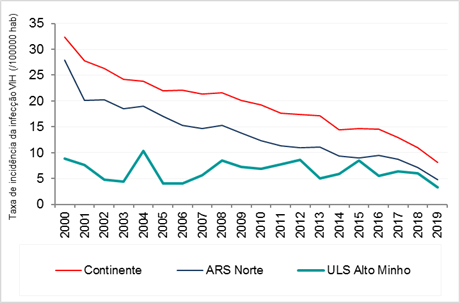 Taxa de incidência da infecção VIH (/100000 hab)
35
30
25
20
15
10
5
0
2000 2001 2002 2003 2004 2005 2006 2007 2008 2009 2010 2011 2012 2013 2014 2015 2016 2017 2018 2019
Continente ARS Norte ULS Alto Minho